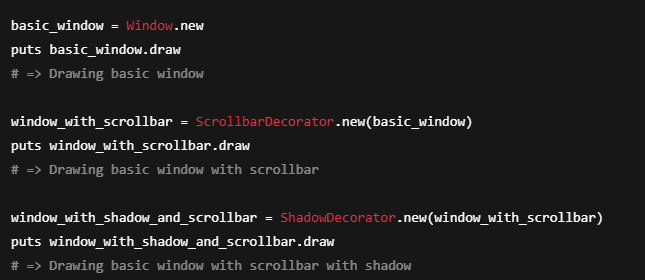 basic_window = Window.new
puts basic_window.draw
# => Drawing basic window
window_with_scrollbar = ScrollbarDecorator.new(basic_window)
puts window_with_scrollbar.draw
# => Drawing basic window with scrollbar
window_with_shadow_and_scrollbar = ShadowDecorator.new(window_with_scrollbar)
puts window_with_shadow_and_scrollbar.draw
# => Drawing basic window with scrollbar with shadow